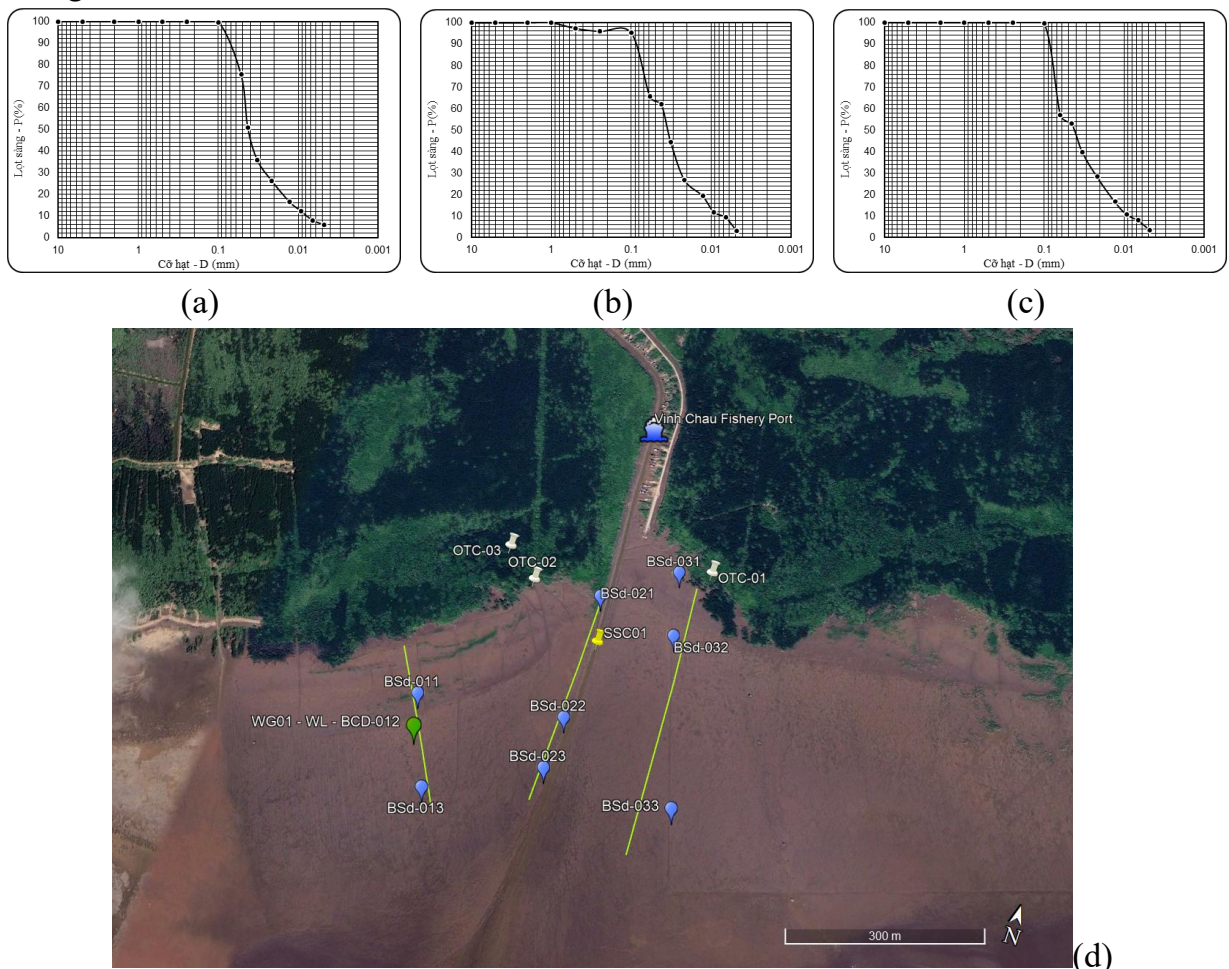 100 90 80 70 60 50 40 30 20 10 0
Lọt sàng - P(%)
10 1 0.1 0.01 0.001
Cỡ hạt - D (mm)
100 90 80 70 60 50 40 30 20 10 0
Lọt sàng - P(%)
10 1 0.1 0.01 0.001
Cỡ hạt - D (mm)
100 90 80 70 60 50 40 30 20 10 0
Lọt sàng - P(%)
10 1 0.1 0.01 0.001
Cỡ hạt - D (mm)
(a) (b) (c)
Vinh Chau Fishery Port
OTC-03
OTC-02
BSd-031
OTC-01
BSd-021
SSC01
BSd-032
BSd-011
BSd-022
WG01 - WL - BCD-012
BSd-023
BSd-013
BSd-033
300 m
N
(d)